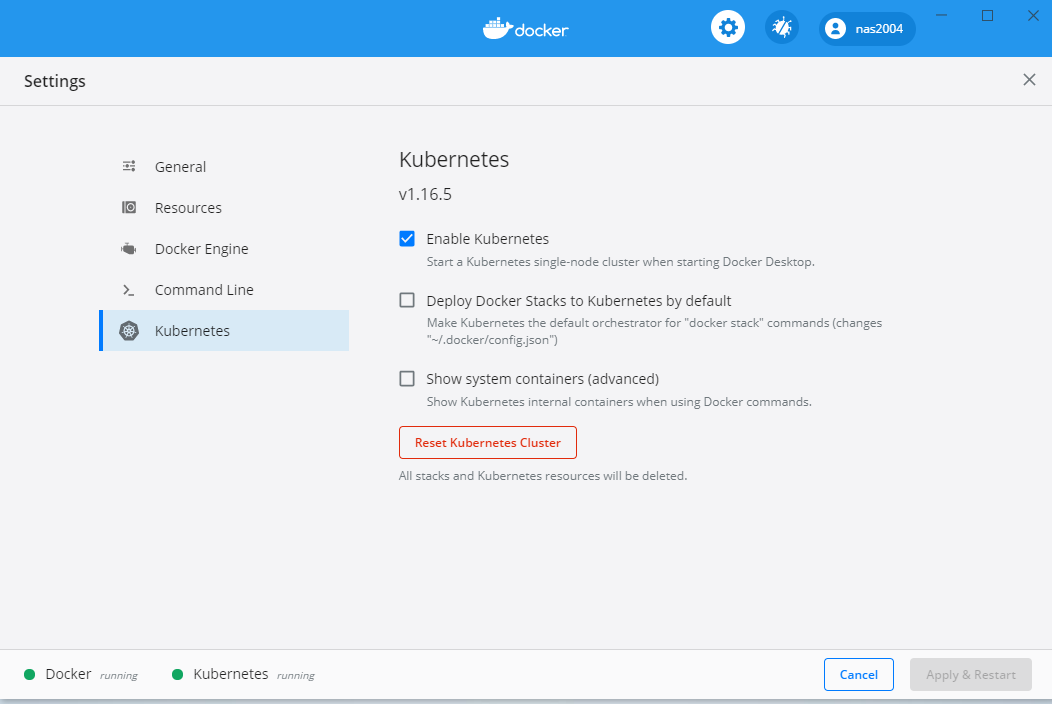 docker
nas2004
Settings
General
Resources
Docker Engine
Command Line
Kubernetes
Kubernetes
v1.16.5
Enable Kubernetes
Start a Kubernetes single-node cluster when starting Docker Desktop.
Deploy Docker Stacks to Kubernetes by default
Make Kubernetes the default orchestrator for "docker stack" commands (changes
"~/.docker/config.json")
Show system containers (advanced)
Show Kubernetes internal containers when using Docker commands.
Reset Kubernetes Cluster
All stacks and Kubernetes resources will be deleted.
Docker running
Kubernetes running
Cancel
Apply & Restart